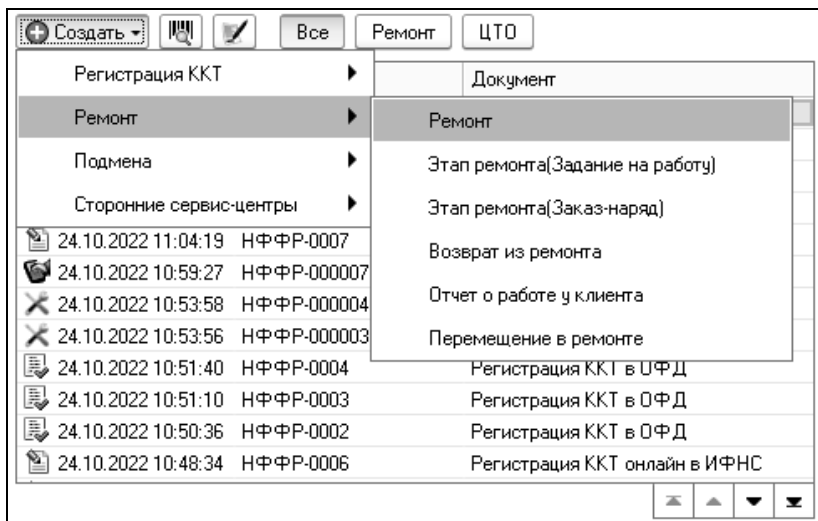 Создать Все Ремонт ЦТО
Регистрация ККТ Документ
Ремонт Ремонт
Подмена Этап ремонта(Задание на работу)
Сторонние сервис-центры Этап ремонта(Заказ-наряд)
24.10.2022 11:04:19 НФФР-0007 Возврат из ремонта
24.10.2022 10:59:27 НФФР-000007
24.10.2022 10:53:58 НФФР-000004 Отчет о работе у клиента
24.10.2022 10:53:56 НФФР-000003 Перемещение в ремонте
24.10.2022 10:51:40 НФФР-0004 Регистрация ККТ в ОФД
24.10.2022 10:51:10 НФФР-0003 Регистрация ККТ в ОФД
24.10.2022 10:50:36 НФФР-0002 Регистрация ККТ в ОФД
24.10.2022 10:48:34 НФФР-0006 Регистрация ККТ онлайн в ИФНС